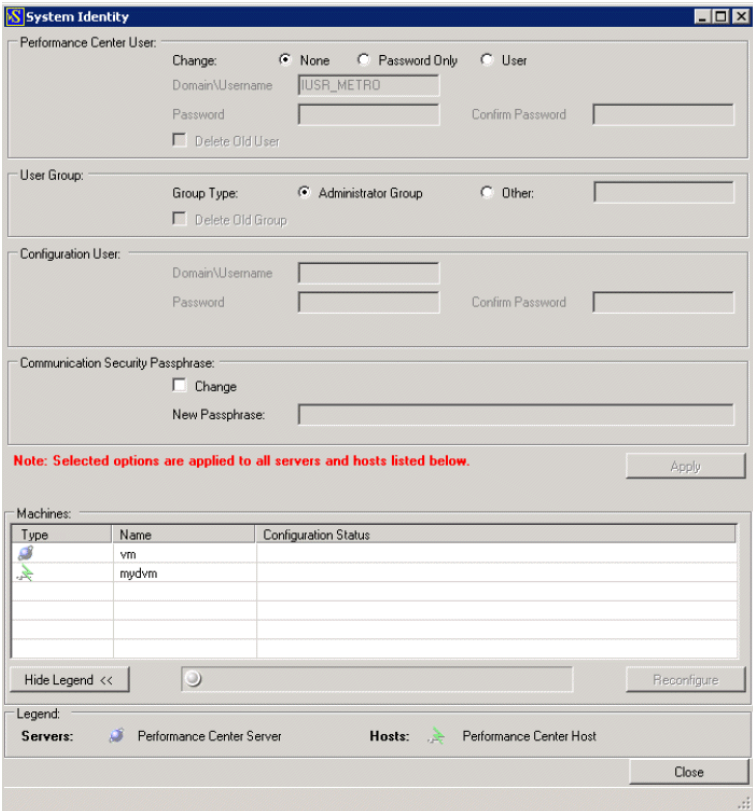 System Identity
Performance Center User:
Change: None Password Only User
Domain\Username IUSR_METRO
Password Confirm Password
Delete Old User
User Group:
Group Type: Administrator Group Other:
Delete Old Group
Configuration User:
Domain\Username
Password Confirm Password
Communication Security Passphrase:
Change
New Passphrase:
Note: Selected options are applied to all servers and hosts listed below.
Apply
Machines:
Type Name Configuration Status
vm
mydvm
Hide Legend << Reconfigure
Legend:
Servers: Performance Center Server Hosts: Performance Center Host
Close